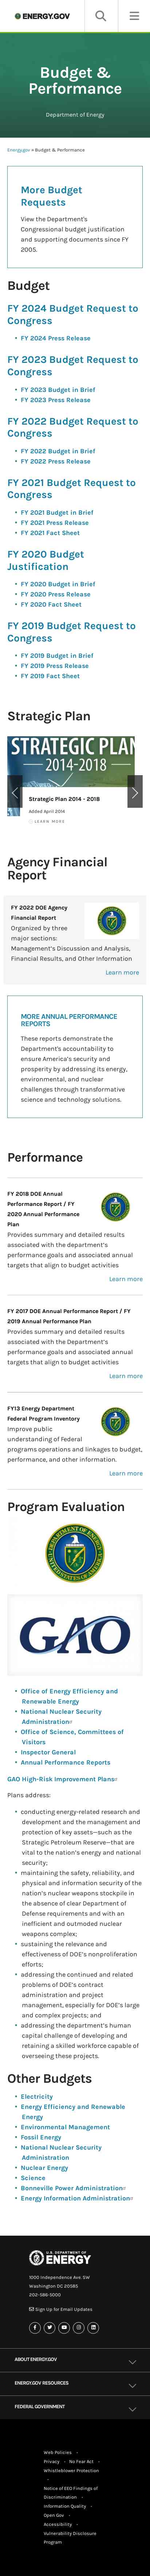 ENERGY.GOV
Budget &
Performance
Department of Energy
Energy.gov » Budget & Performance
More Budget
Requests
View the Department's
Congressional budget justification
and supporting documents since FY
2005.
Budget
FY 2024 Budget Request to
Congress
• FY 2024 Press Release
FY 2023 Budget Request to
Congress
• FY 2023 Budget in Brief
• FY 2023 Press Release
FY 2022 Budget Request to
Congress
• FY 2022 Budget in Brief
• FY 2022 Press Release
FY 2021 Budget Request to
Congress
• FY 2021 Budget in Brief
• FY 2021 Press Release
• FY 2021 Fact Sheet
FY 2020 Budget
Justification
• FY 2020 Budget in Brief
• FY 2020 Press Release
• FY 2020 Fact Sheet
FY 2019 Budget Request to
Congress
• FY 2019 Budget in Brief
• FY 2019 Press Release
• FY 2019 Fact Sheet
Strategic Plan
STRATEGIC PLAN
2014-2018
Strategic Plan 2014 - 2018
Added April 2014
LEARN MORE
Agency Financial
Report
FY 2022 DOE Agency
Financial Report
Organized by three
major sections:
Management's Discussion and Analysis,
Financial Results, and Other Information
Learn more
MORE ANNUAL PERFORMANCE
REPORTS
These reports demonstrate the
Department's accountability to
ensure America's security and
prosperity by addressing its energy,
environmental, and nuclear
challenges through transformative
science and technology solutions.
Performance
FY 2018 DOE Annual
Performance Report / FY
2020 Annual Performance
Plan
Provides summary and detailed results
associated with the department's
performance goals and associated annual
targets that align to budget activities
Learn more
FY 2017 DOE Annual Performance Report / FY
2019 Annual Performance Plan
Provides summary and detailed results
associated with the department's
performance goals and associated annual
targets that align to budget activities
Learn more
FY13 Energy Department
Federal Program Inventory
Improve public
understanding of Federal
programs operations and linkages to budget,
performance, and other information.
Learn more
Program Evaluation
GAO
• Office of Energy Efficiency and
Renewable Energy
• National Nuclear Security
Administration
• Office of Science, Committees of
Visitors
• Inspector General
• Annual Performance Reports
GAO High-Risk Improvement Plans
Plans address:
• conducting energy-related research and
development and the management
and protection of key assets—such as the
Strategic Petroleum Reserve—that are
vital to the nation's energy and national
security;
• maintaining the safety, reliability, and
physical and information security of the
nation's nuclear weapons stockpile in
the absence of nuclear testing and
within an extensive, but outmoded
nuclear weapons complex;
• sustaining the relevance and
effectiveness of DOE's nonproliferation
efforts;
• addressing the continued and related
problems of DOE's contract
administration and project
management, especially for DOE's large
and complex projects; and
• addressing the department's human
capital challenge of developing and
retaining a skilled workforce capable of
overseeing these projects.
Other Budgets
• Electricity
• Energy Efficiency and Renewable
Energy
• Environmental Management
• Fossil Energy
• National Nuclear Security
Administration
• Nuclear Energy
• Science
• Bonneville Power Administration
• Energy Information Administration
U.S. DEPARTMENT OF
ENERGY
1000 Independence Ave. SW
Washington DC 20585
202-586-5000
Sign Up for Email Updates
ABOUT ENERGY.GOV
ENERGY.GOV RESOURCES
FEDERAL GOVERNMENT
Web Policies •
Privacy • No Fear Act •
Whistleblower Protection
•
Notice of EEO Findings of
Discrimination •
Information Quality •
Open Gov •
Accessibility •
Vulnerability Disclosure
Program